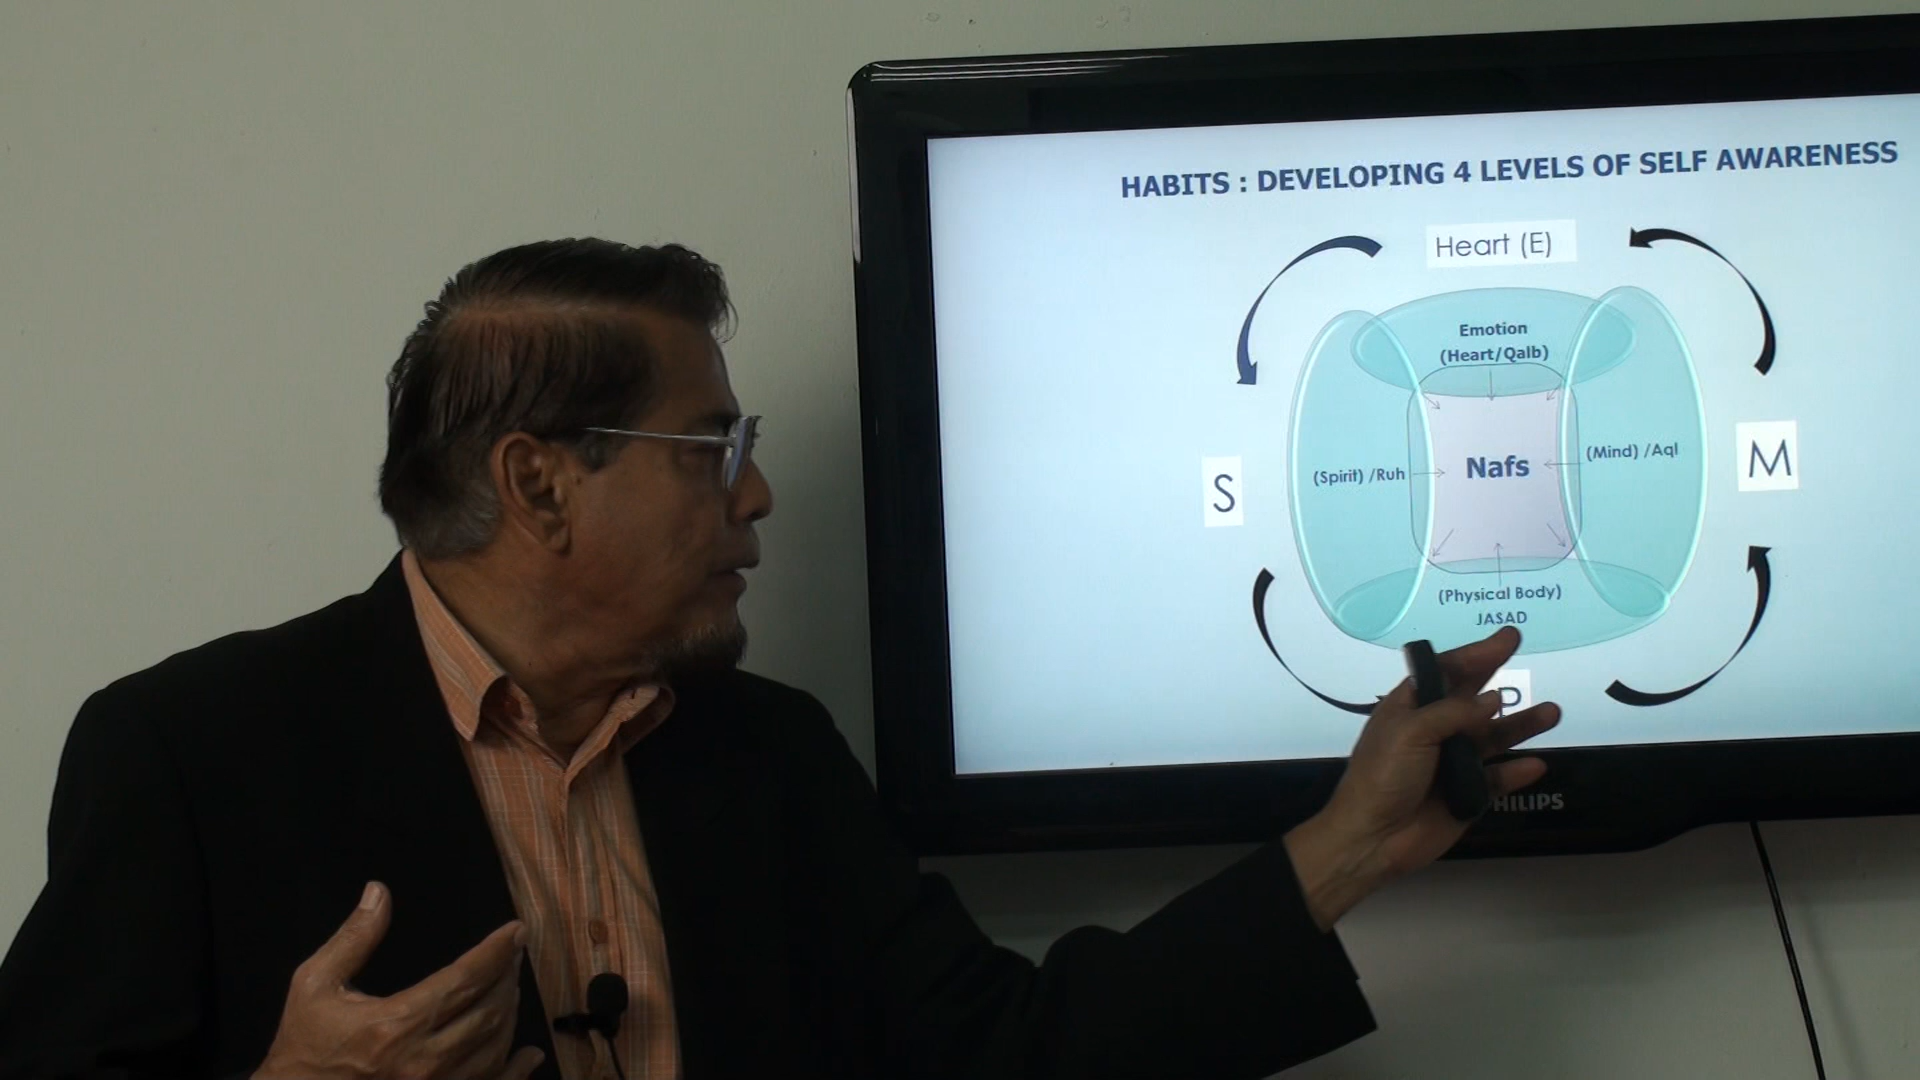 HABITS : DEVELOPING 4 LEVELS OF SELF AWARENESS
Heart (E)
Emotion
(Heart/Qalb)
S
(Spirit) /Ruh
Nafs
(Mind) /Aql
M
(Physical Body)
JASAD
P
PHILIPS